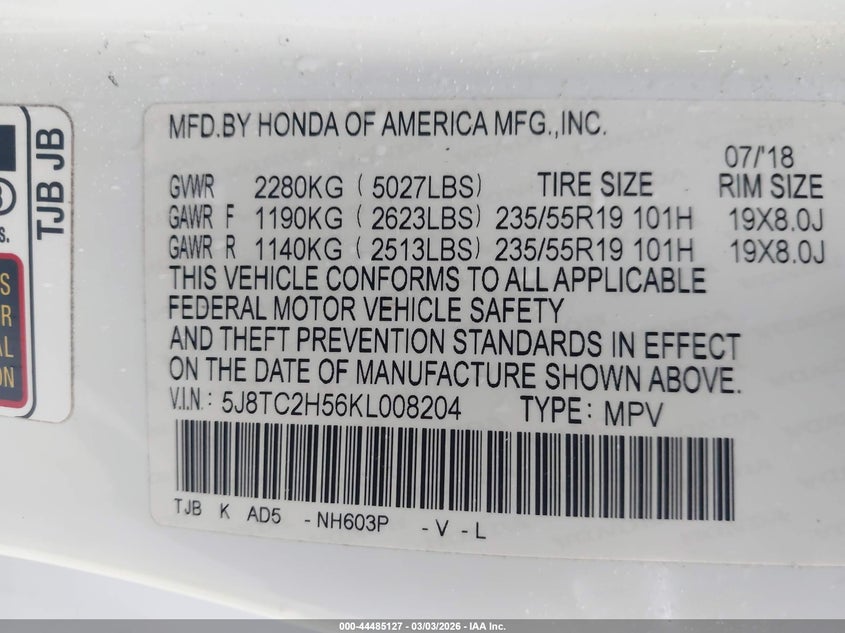 TJB JB
s.
S
R
AL
ON
MFD.BY HONDA OF AMERICA MFG.,INC.
07/'18
GVWR 2280KG ( 5027LBS) TIRE SIZE RIM SIZE
GAWR F 1190KG ( 2623LBS) 235/55R19 101H 19X8.0J
GAWR R 1140KG ( 2513LBS) 235/55R19 101H 19X8.0J
THIS VEHICLE CONFORMS TO ALL APPLICABLE
FEDERAL MOTOR VEHICLE SAFETY
AND THEFT PREVENTION STANDARDS IN EFFECT
ON THE DATE OF MANUFACTURE SHOWN ABOVE.
V.I.N.: 5J8TC2H56KL008204 TYPE: MPV
TJB K AD5 - NH603P - V - L
000-44485127 - 03/03/2026 - IAA Inc.